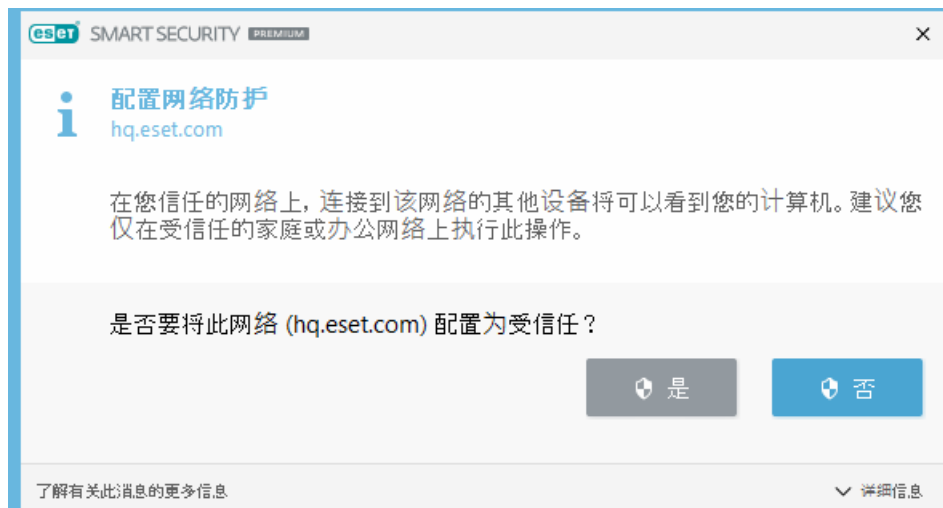 eset SMART SECURITY PREMIUM
配置网络防护
hq.eset.com
在您信任的网络上，连接到该网络的其他设备将可以看到您的计算机。建议您
仅在受信任的家庭或办公网络上执行此操作。
是否要将此网络 (hq.eset.com) 配置为受信任？
是
否
了解有关此消息的更多信息
详细信息